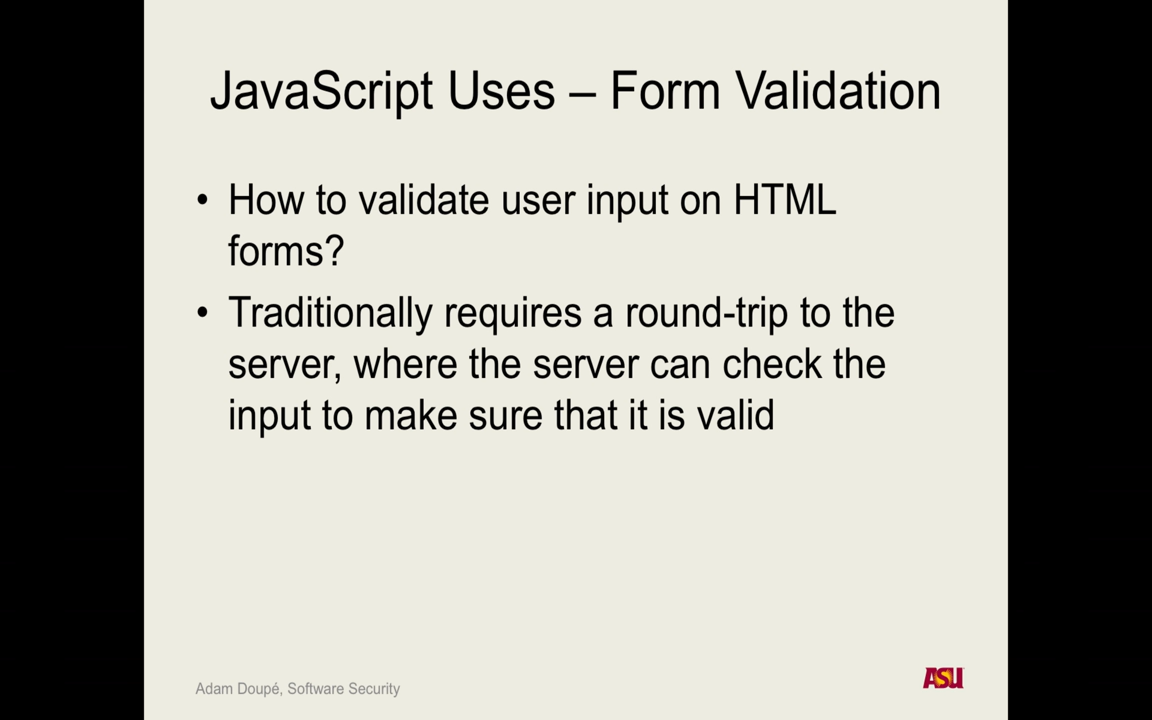 JavaScript Uses – Form Validation
• How to validate user input on HTML
forms?
• Traditionally requires a round-trip to the
server, where the server can check the
input to make sure that it is valid
Adam Doupé, Software Security
ASU